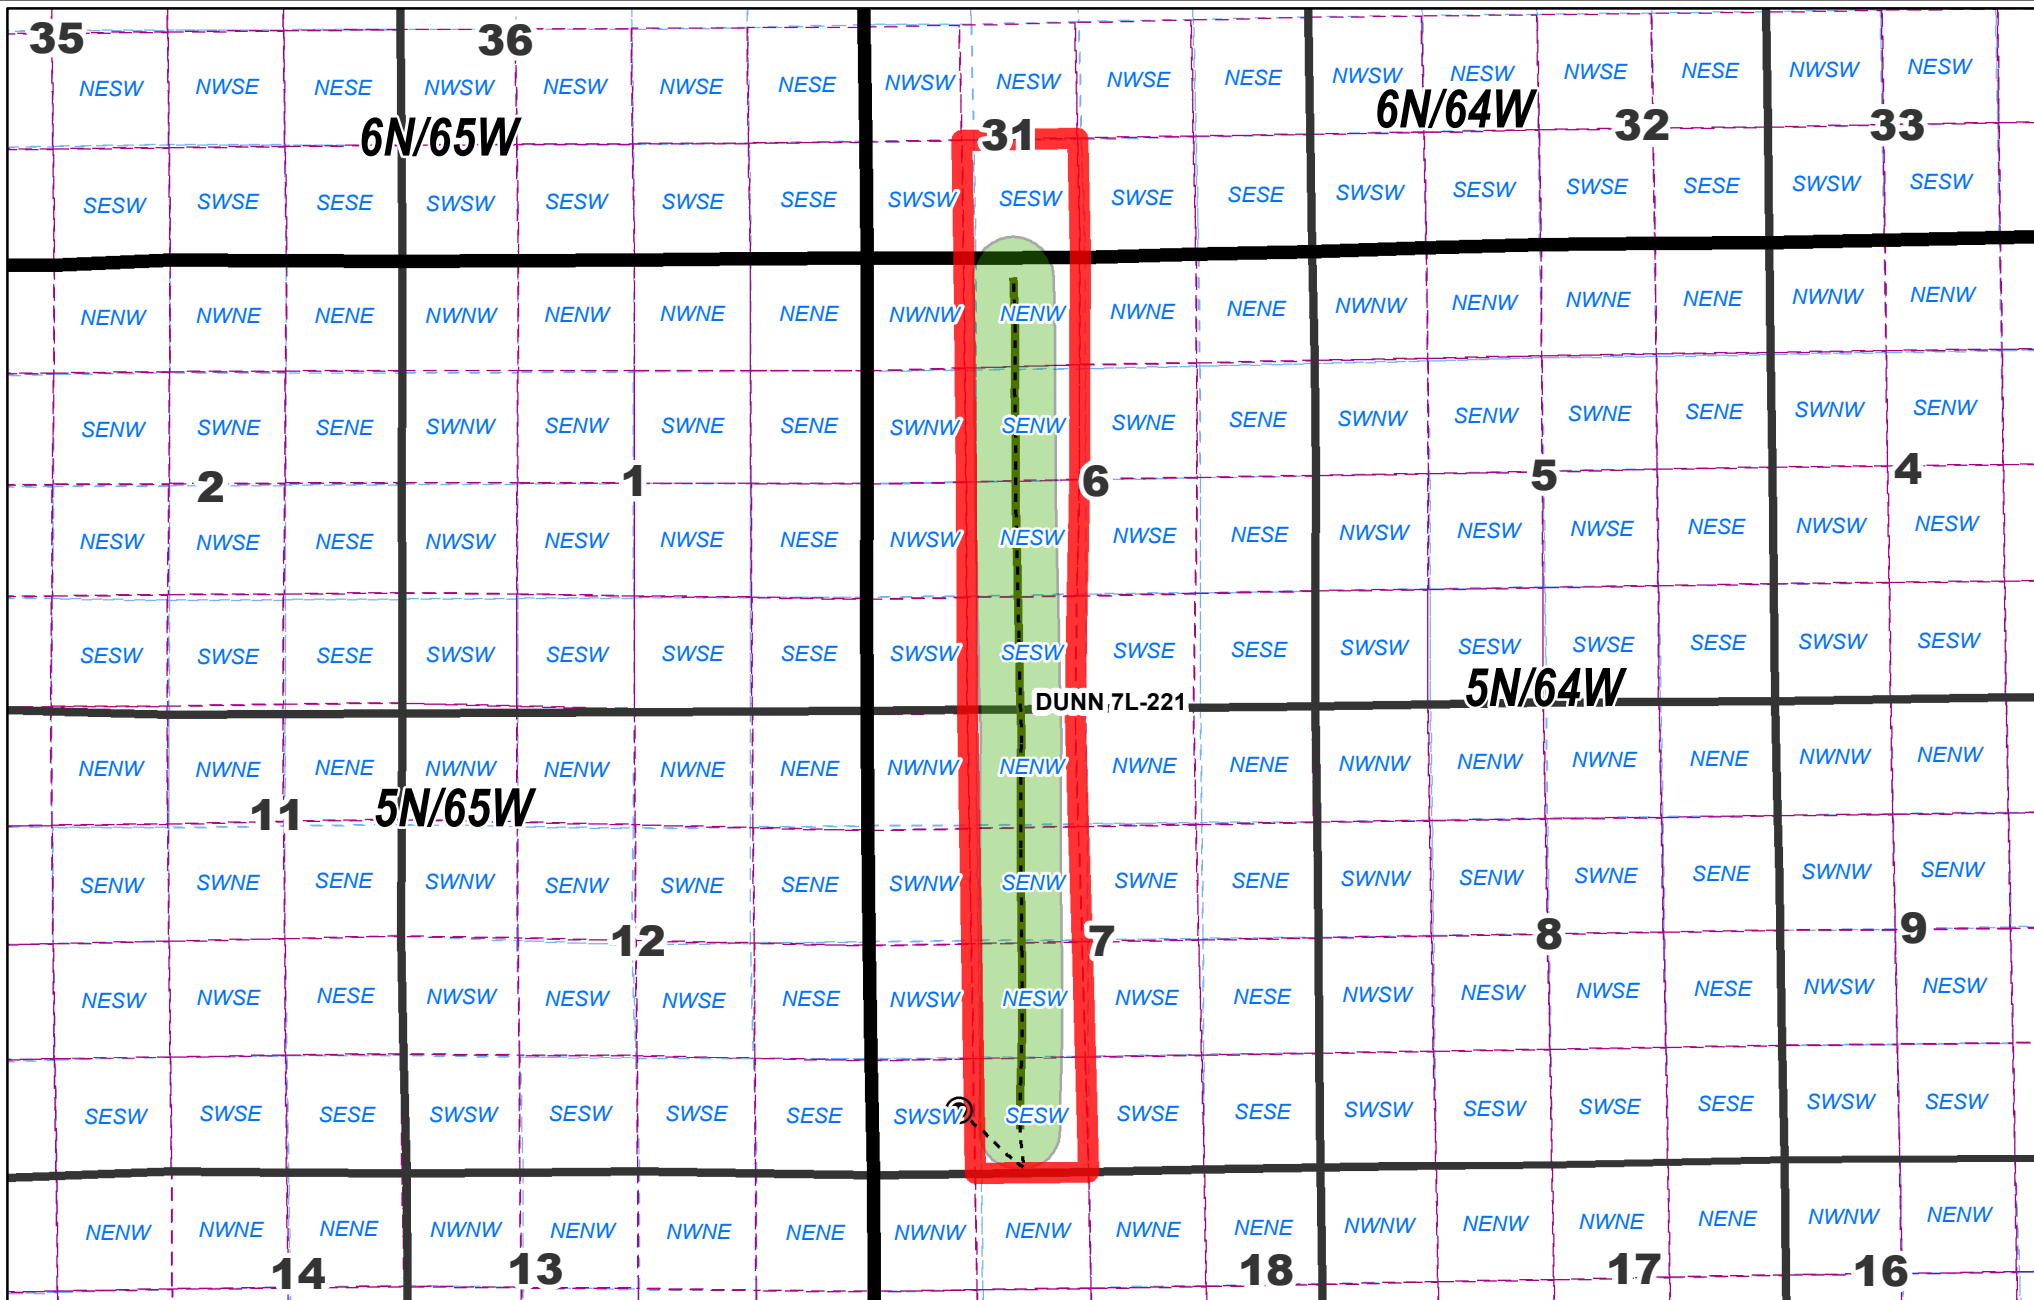 35 36
NESW NWSE NESE NWSW NESW NWSE NESE NWSW NESW NWSE NESE NWSW NESW NWSE NESE NWSW NESW
6N/65W 31 6N/64W 32 33
SESW SWSE SESE SWSW SESW SWSE SESE SWSW SESW SWSE SESE SWSW SESW SWSE SESE SWSW SESW
NENW NWNE NENE NWNW NENW NWNE NENE NWNW NENW NWNE NENE NWNW NENW NWNE NENE NWNW NENW
SENW SWNE SENE SWNW SENW SWNE SENE SWNW SENW SWNE SENE SWNW SENW SWNE SENE SWNW SENW
2 1 6 5 4
NESW NWSE NESE NWSW NESW NWSE NESE NWSW NESW NWSE NESE NWSW NESW NWSE NESE NWSW NESW
SESW SWSE SESE SWSW SESW SWSE SESE SWSW SESW SWSE SESE SWSW SESW SWSE SESE SWSW SESW
DUNN 7L-221 5N/64W
NENW NWNE NENE NWNW NENW NWNE NENE NWNW NENW NWNE NENE NWNW NENW NWNE NENE NWNW NENW
11 5N/65W
SENW SWNE SENE SWNW SENW SWNE SENE SWNW SENW SWNE SENE SWNW SENW SWNE SENE SWNW SENW
12 7 8 9
NESW NWSE NESE NWSW NESW NWSE NESE NWSW NESW NWSE NESE NWSW NESW NWSE NESE NWSW NESW
SESW SWSE SESE SWSW SESW SWSE SESE SWSW SESW SWSE SESE SWSW SESW SWSE SESE SWSW SESW
NENW NWNE NENE NWNW NENW NWNE NENE NWNW NENW NWNE NENE NWNW NENW NWNE NENE NWNW NENW
14 13 18 17 16